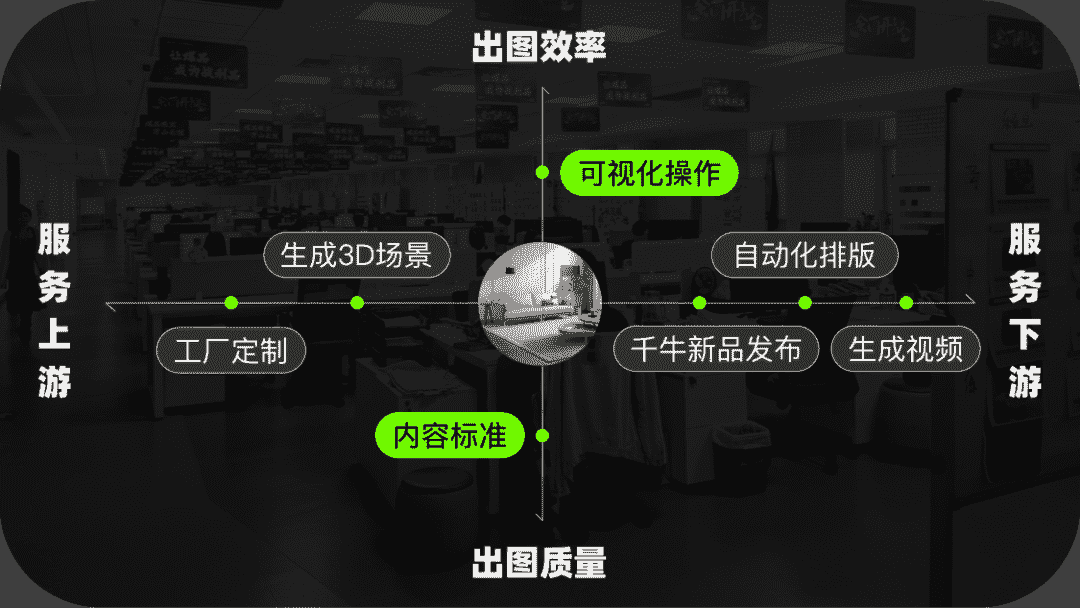 出图效率
可视化操作
服务上游
生成3D场景
自动化排版
服务下游
工厂定制
千牛新品发布
生成视频
内容标准
出图质量